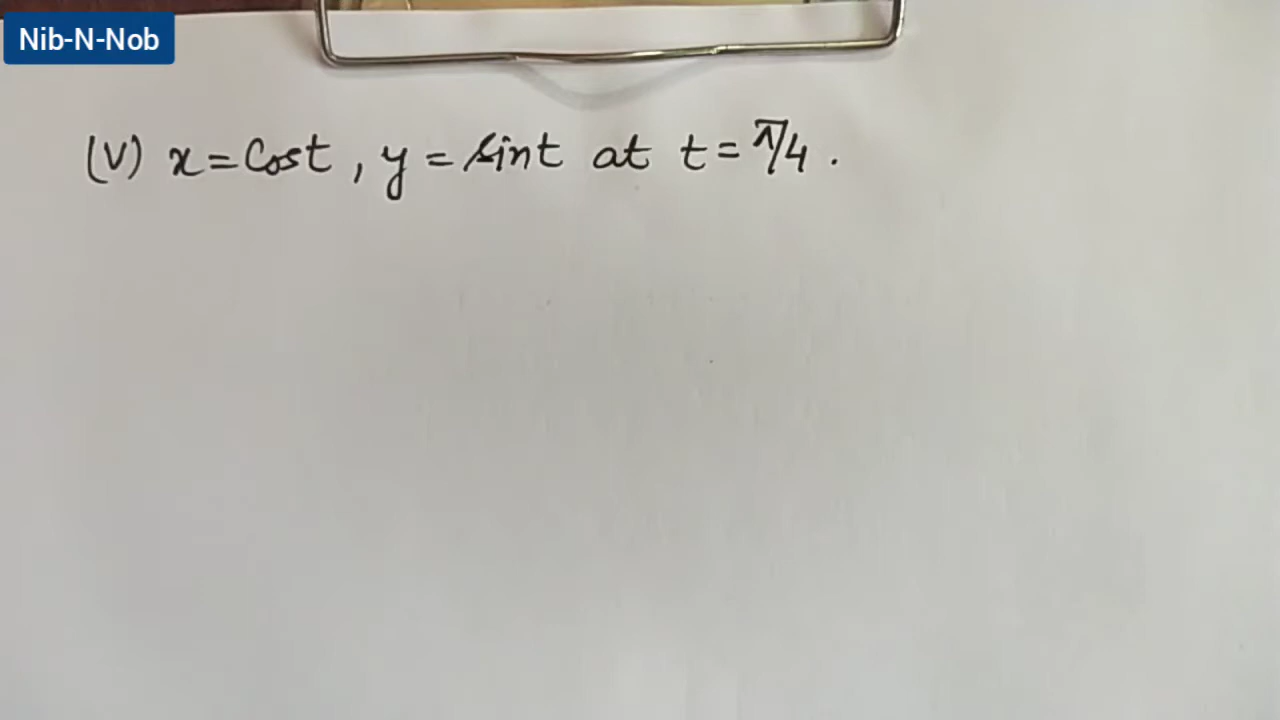 Nib-N-Nob
(V) x = Cost, y = sint at t = π/4.